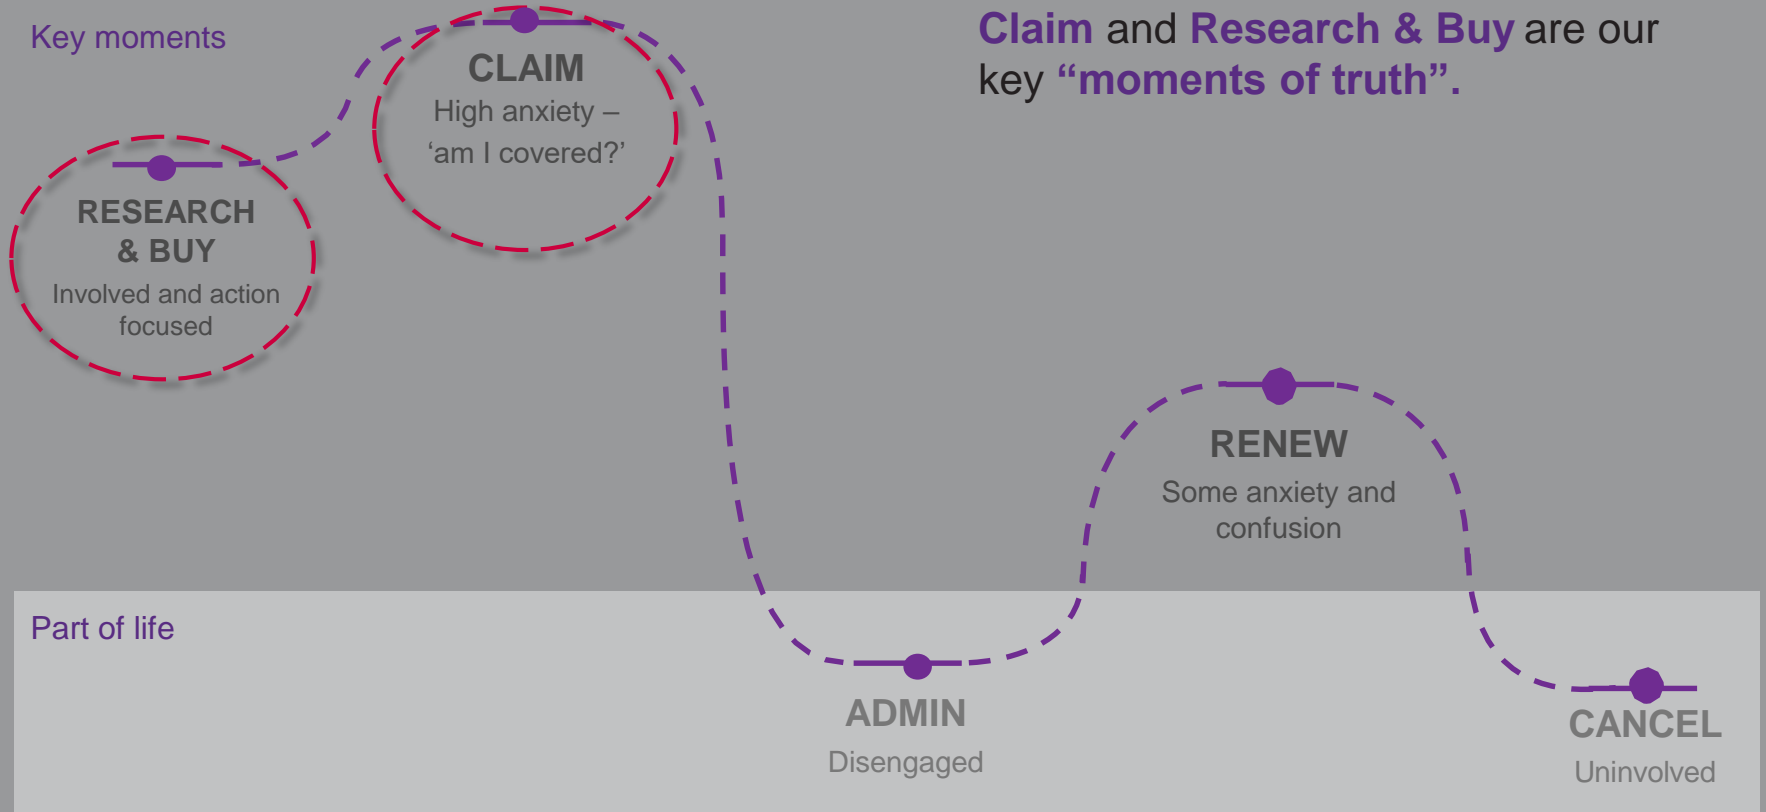 Key moments
Claim and Research & Buy are our
key “moments of truth”.
CLAIM
High anxiety –
‘am I covered?’
RESEARCH
& BUY
Involved and action
focused
RENEW
Some anxiety and
confusion
Part of life
ADMIN
Disengaged
CANCEL
Uninvolved